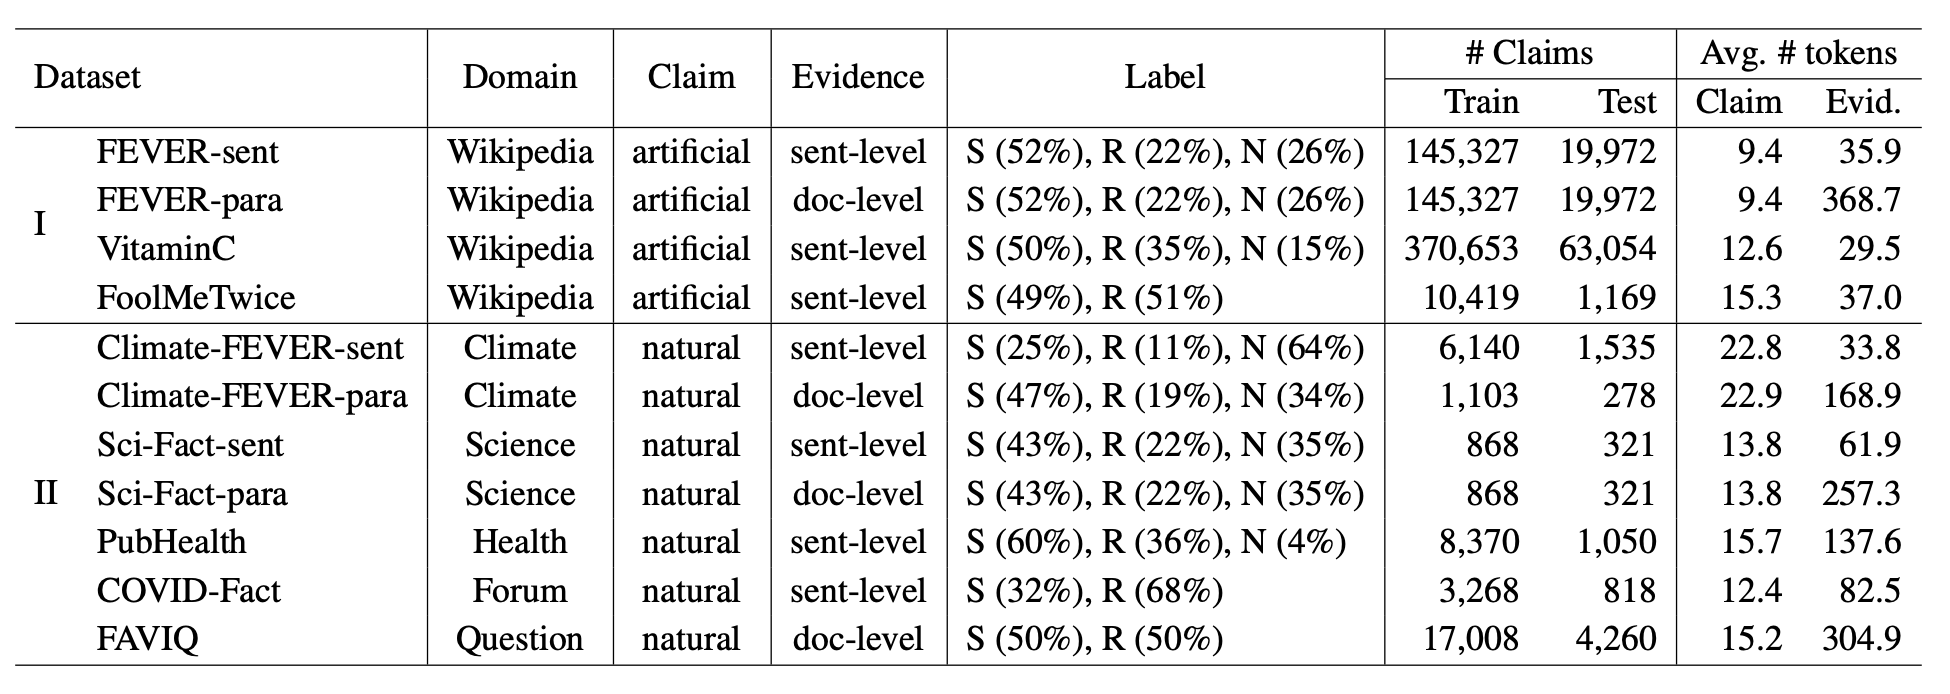 Dataset Domain Claim Evidence Label # Claims Avg. # tokens
Train Test Claim Evid.
I
FEVER-sent Wikipedia artificial sent-level S (52%), R (22%), N (26%) 145,327 19,972 9.4 35.9
FEVER-para Wikipedia artificial doc-level S (52%), R (22%), N (26%) 145,327 19,972 9.4 368.7
VitaminC Wikipedia artificial sent-level S (50%), R (35%), N (15%) 370,653 63,054 12.6 29.5
FoolMeTwice Wikipedia artificial sent-level S (49%), R (51%) 10,419 1,169 15.3 37.0
II
Climate-FEVER-sent Climate natural sent-level S (25%), R (11%), N (64%) 6,140 1,535 22.8 33.8
Climate-FEVER-para Climate natural doc-level S (47%), R (19%), N (34%) 1,103 278 22.9 168.9
Sci-Fact-sent Science natural sent-level S (43%), R (22%), N (35%) 868 321 13.8 61.9
Sci-Fact-para Science natural doc-level S (43%), R (22%), N (35%) 868 321 13.8 257.3
PubHealth Health natural sent-level S (60%), R (36%), N (4%) 8,370 1,050 15.7 137.6
COVID-Fact Forum natural sent-level S (32%), R (68%) 3,268 818 12.4 82.5
FAVIQ Question natural doc-level S (50%), R (50%) 17,008 4,260 15.2 304.9